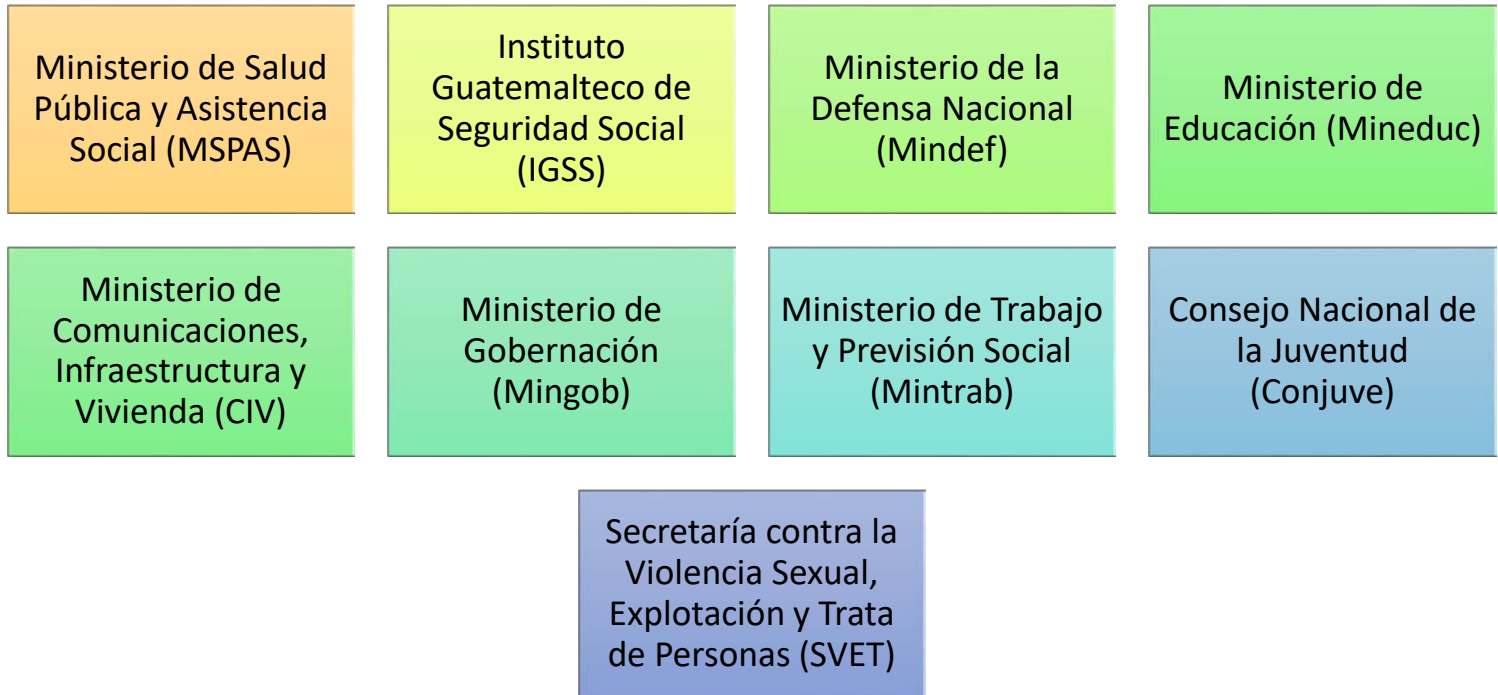 Ministerio de Salud
Pública y Asistencia
Social (MSPAS)
Instituto
Guatemalteco de
Seguridad Social
(IGSS)
Ministerio de la
Defensa Nacional
(Mindef)
Ministerio de
Educación (Mineduc)
Ministerio de
Comunicaciones,
Infraestructura y
Vivienda (CIV)
Ministerio de
Gobernación
(Mingob)
Ministerio de Trabajo
y Previsión Social
(Mintrab)
Consejo Nacional de
la Juventud
(Conjuve)
Secretaría contra la
Violencia Sexual,
Explotación y Trata
de Personas (SVET)